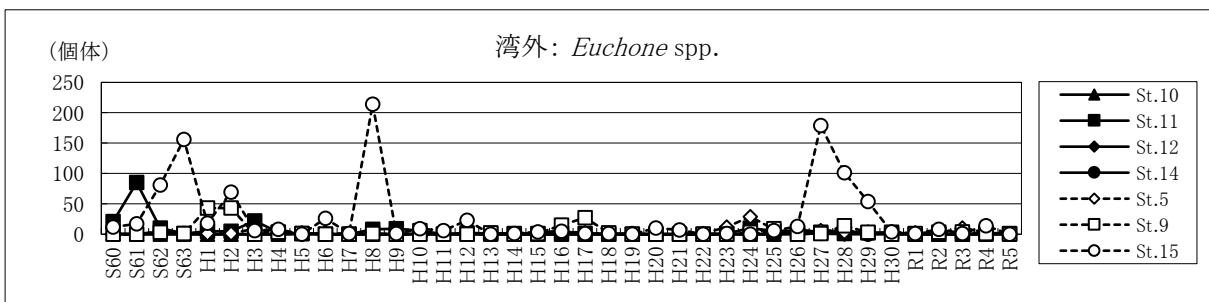 湾外: Euchone spp.
(個体)
250
200
150
100
50
0
S60 S61 S62 S63 H1 H2 H3 H4 H5 H6 H7 H8 H9 H10 H11 H12 H13 H14 H15 H16 H17 H18 H19 H20 H21 H22 H23 H24 H25 H26 H27 H28 H29 H30 R1 R2 R3 R4 R5
St.10
St.11
St.12
St.14
St.5
St.9
St.15